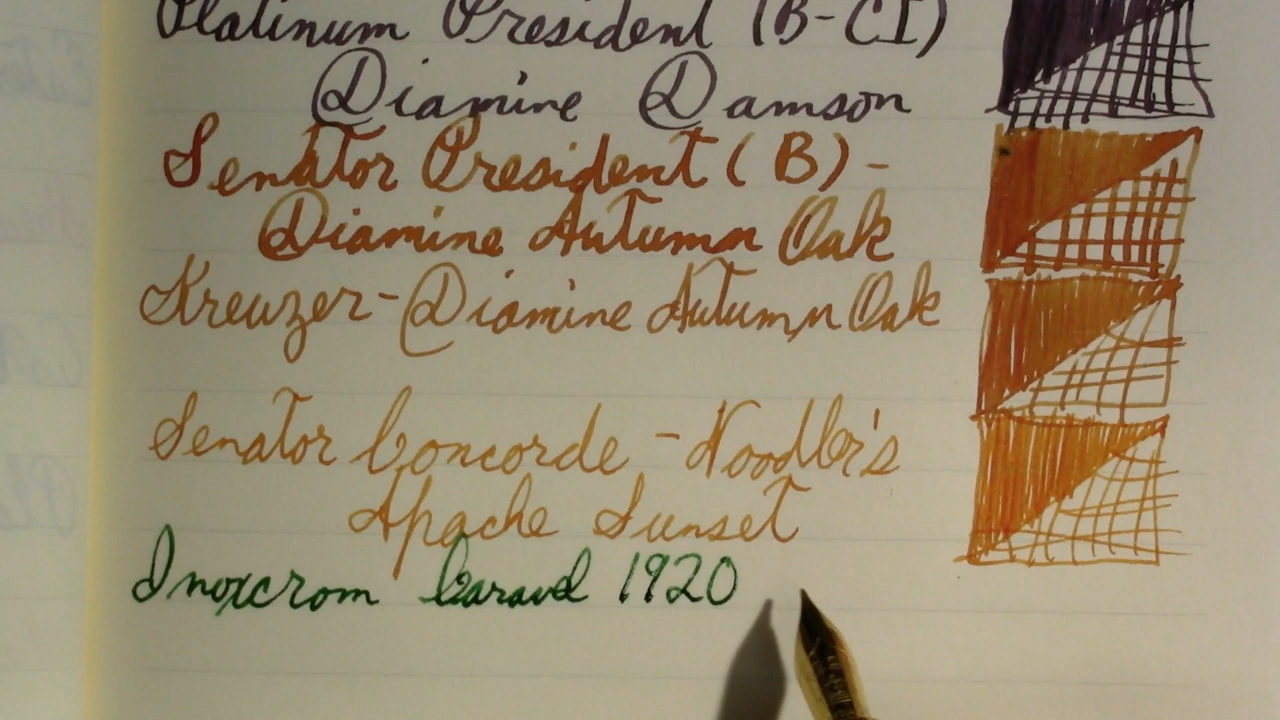 Platinum President (B-CI)
Diamine Damson
Senator President (B) -
Diamine Autumn Oak
Kreuzer - Diamine Autumn Oak
Senator Concorde - Noodler's
Apache Sunset
Inoxcrom Caravel 1920